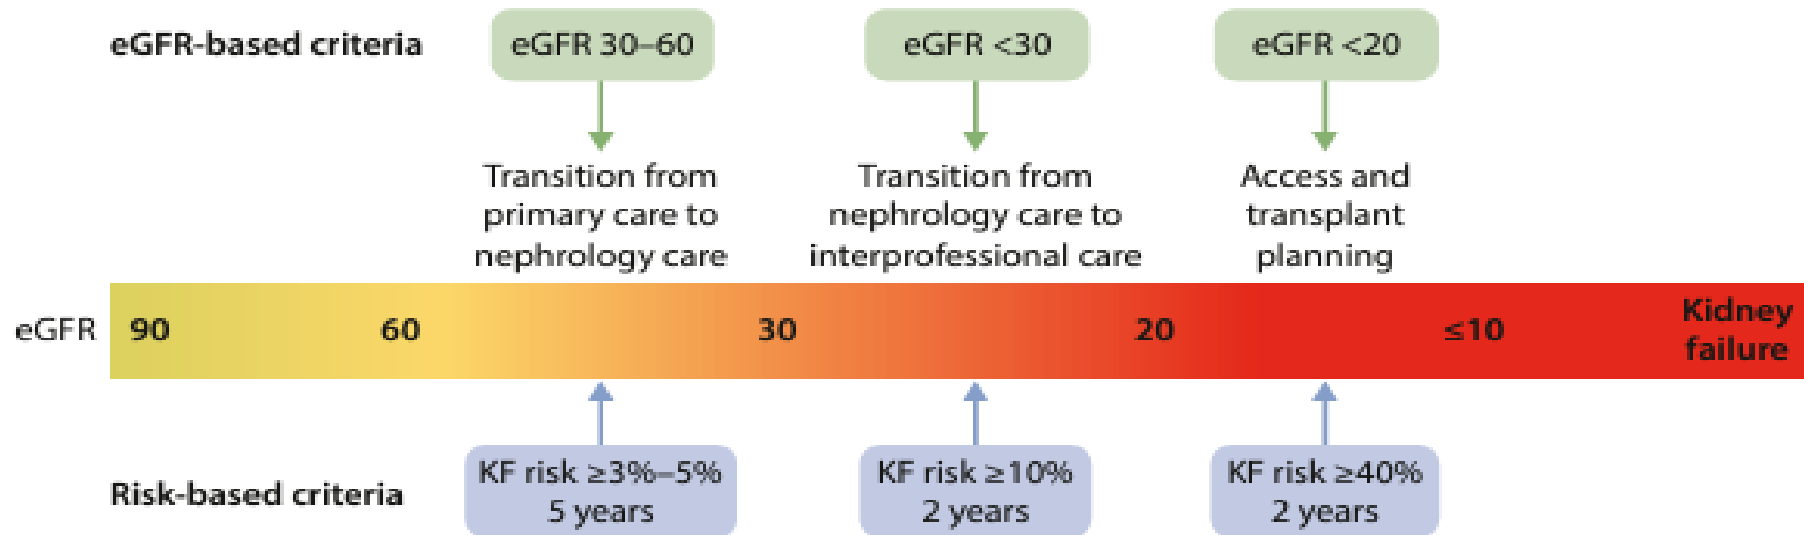 eGFR-based criteria
eGFR 30–60
eGFR <30
eGFR <20
Transition from
primary care to
nephrology care
Transition from
nephrology care to
interprofessional care
Access and
transplant
planning
eGFR
90
60
30
20
≤10
Kidney
failure
Risk-based criteria
KF risk ≥3%–5%
5 years
KF risk ≥10%
2 years
KF risk ≥40%
2 years